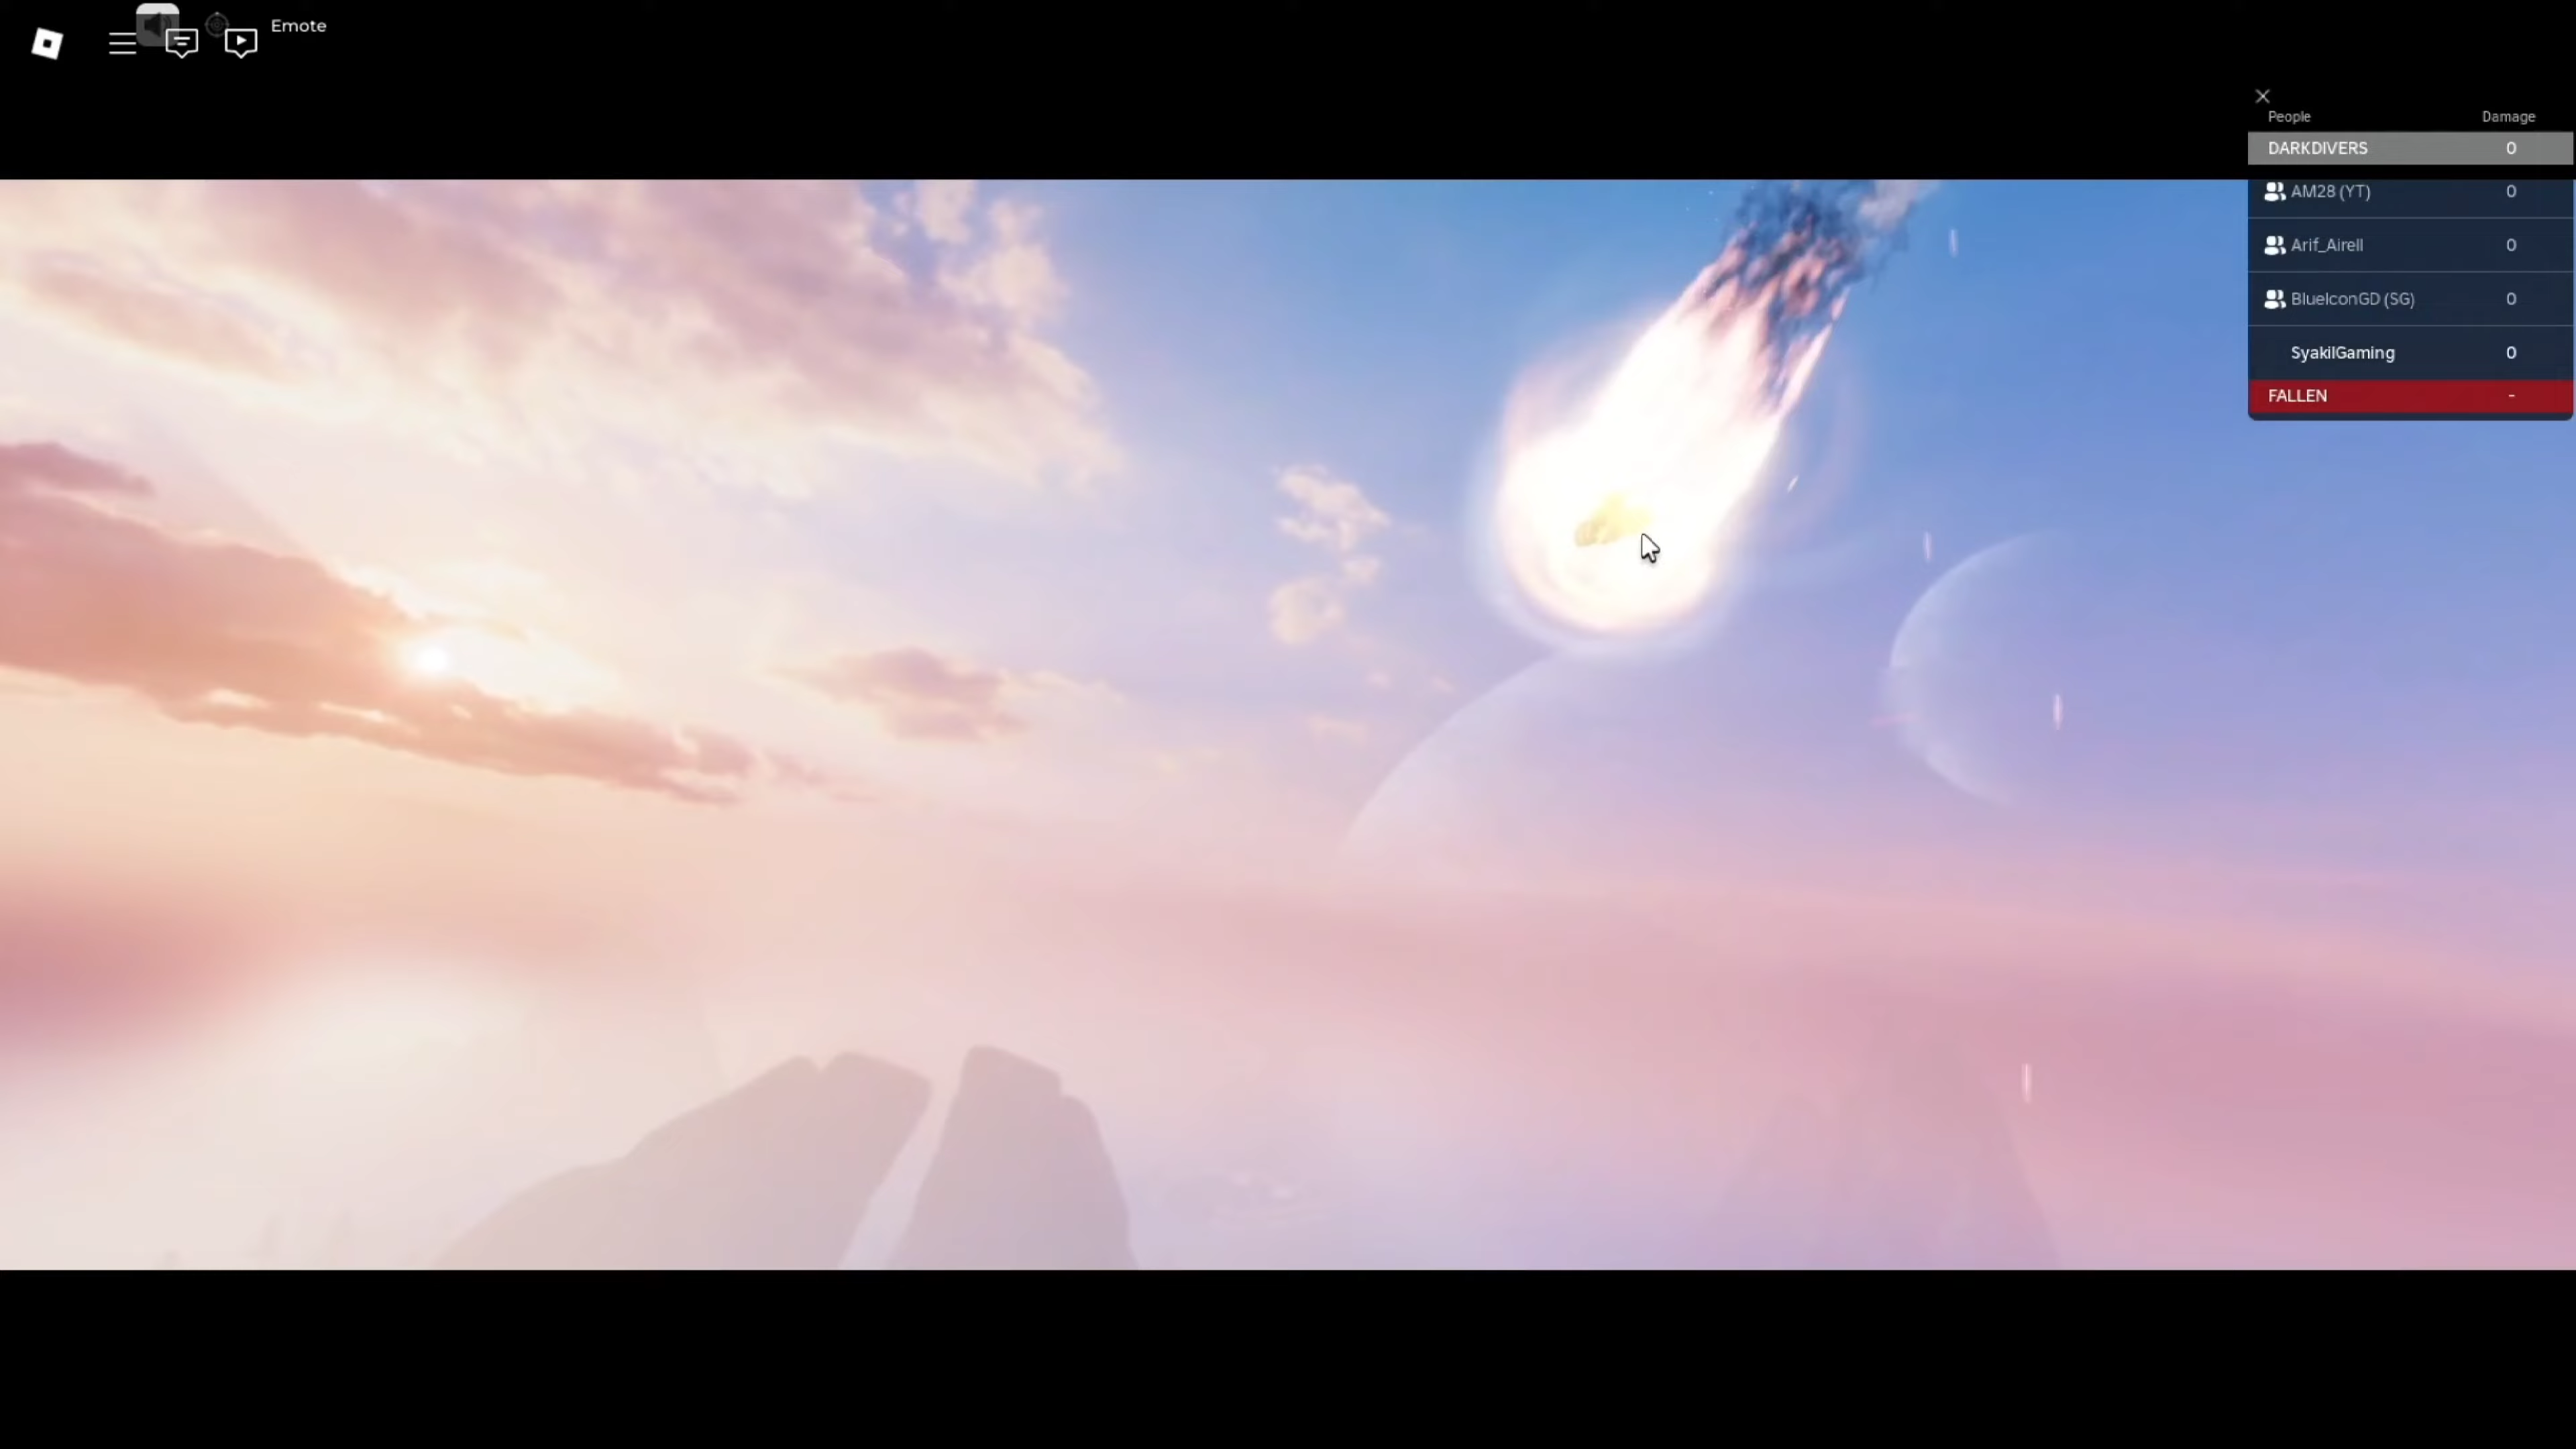 Emote
People Damage
DARKDIVERS 0
AM28 (YT) 0
Arif_Airell 0
BlueIconGD (SG) 0
SyakilGaming 0
FALLEN -